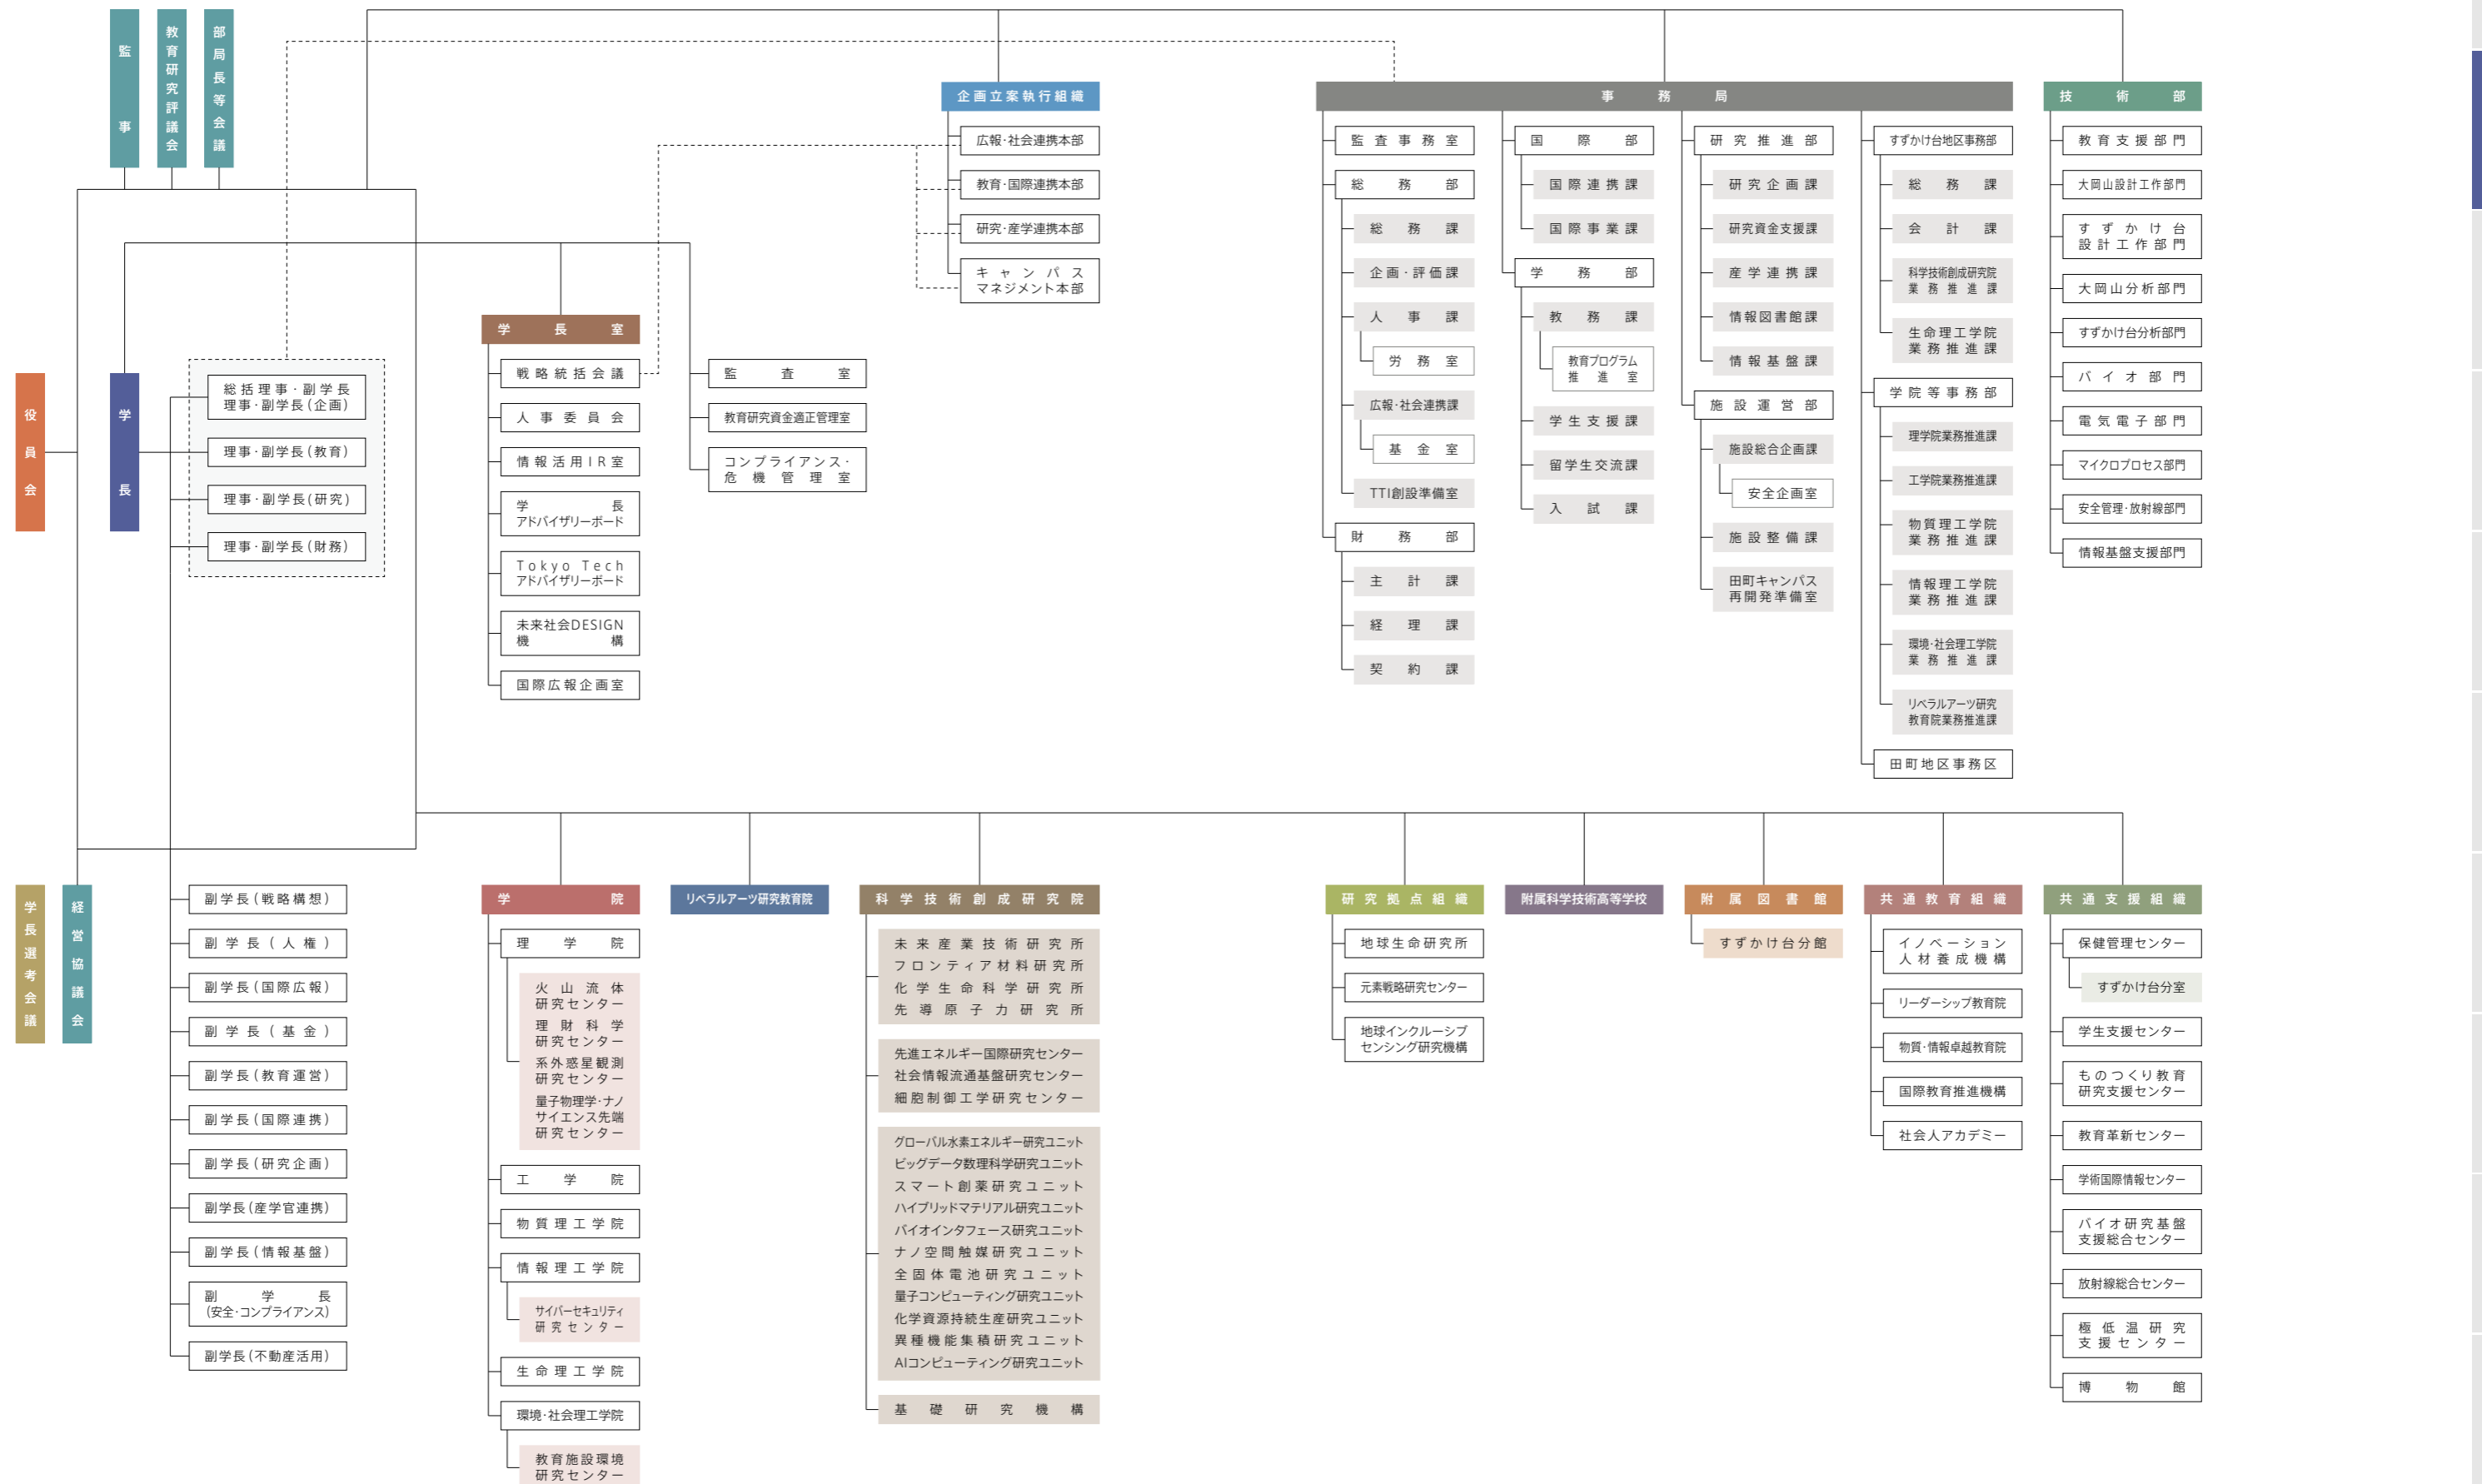 監事
教育研究評議会
部局長等会議
役員会
学長
総括理事・副学長
理事・副学長(企画)
理事・副学長(教育)
理事・副学長(研究)
理事・副学長(財務)
学長室
戦略統括会議
人事委員会
情報活用IR室
学長
アドバイザリーボード
Tokyo Tech
アドバイザリーボード
未来社会DESIGN
機構
国際広報企画室
監査室
教育研究資金適正管理室
コンプライアンス・
危機管理室
企画立案執行組織
広報・社会連携本部
教育・国際連携本部
研究・産学連携本部
キャンパス
マネジメント本部
事務局
監査事務室
総務部
総務課
企画・評価課
人事課
労務室
広報・社会連携課
基金室
TTI創設準備室
財務部
主計課
経理課
契約課
国際部
国際連携課
国際事業課
学務部
教務課
教育プログラム
推進室
学生支援課
留学生交流課
入試課
研究推進部
研究企画課
研究資金支援課
産学連携課
情報図書館課
情報基盤課
施設運営部
施設総合企画課
安全企画室
施設整備課
田町キャンパス
再開発準備室
すずかけ台地区事務部
総務課
会計課
科学技術創成研究院
業務推進課
生命理工学院
業務推進課
学院等事務部
理学院業務推進課
工学院業務推進課
物質理工学院
業務推進課
情報理工学院
業務推進課
環境・社会理工学院
業務推進課
リベラルアーツ研究
教育院業務推進課
田町地区事務区
技術部
教育支援部門
大岡山設計工作部門
すずかけ台
設計工作部門
大岡山分析部門
すずかけ台分析部門
バイオ部門
電気電子部門
マイクロプロセス部門
安全管理・放射線部門
情報基盤支援部門
学長選考会議
経営協議会
副学長(戦略構想)
副学長(人権)
副学長(国際広報)
副学長(基金)
副学長(教育運営)
副学長(国際連携)
副学長(研究企画)
副学長(産学官連携)
副学長(情報基盤)
副学長
(安全・コンプライアンス)
副学長(不動産活用)
学院
理学院
火山流体
研究センター
理財科学
研究センター
系外惑星観測
研究センター
量子物理学・ナノ
サイエンス先端
研究センター
工学院
物質理工学院
情報理工学院
サイバーセキュリティ
研究センター
生命理工学院
環境・社会理工学院
教育施設環境
研究センター
リベラルアーツ研究教育院
科学技術創成研究院
未来産業技術研究所
フロンティア材料研究所
化学生命科学研究所
先導原子力研究所
先進エネルギー国際研究センター
社会情報流通基盤研究センター
細胞制御工学研究センター
グローバル水素エネルギー研究ユニット
ビッグデータ数理科学研究ユニット
スマート創薬研究ユニット
ハイブリッドマテリアル研究ユニット
バイオインタフェース研究ユニット
ナノ空間触媒研究ユニット
全固体電池研究ユニット
量子コンピューティング研究ユニット
化学資源持続生産研究ユニット
異種機能集積研究ユニット
AIコンピューティング研究ユニット
基礎研究機構
研究拠点組織
地球生命研究所
元素戦略研究センター
地球インクルーシブ
センシング研究機構
附属科学技術高等学校
附属図書館
すずかけ台分館
共通教育組織
イノベーション
人材養成機構
リーダーシップ教育院
物質・情報卓越教育院
国際教育推進機構
社会人アカデミー
共通支援組織
保健管理センター
すずかけ台分室
学生支援センター
ものつくり教育
研究支援センター
教育革新センター
学術国際情報センター
バイオ研究基盤
支援総合センター
放射線総合センター
極低温研究
支援センター
博物館